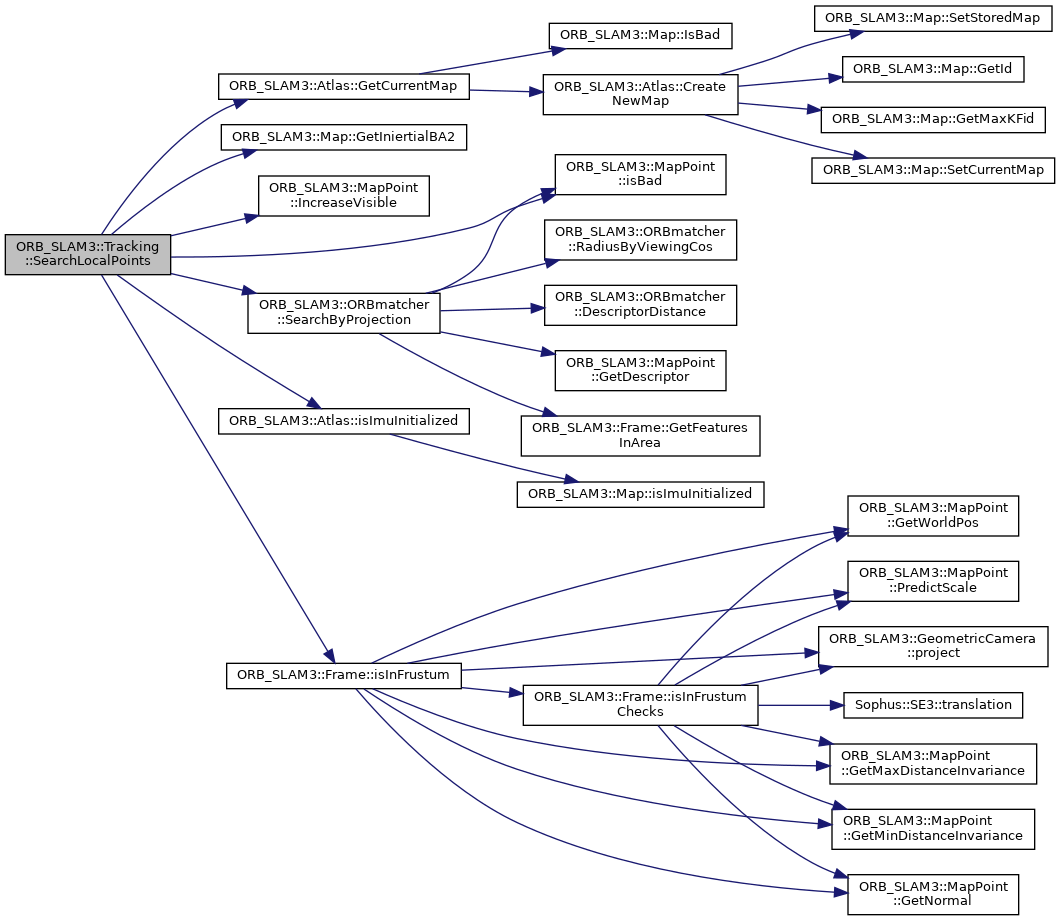 ORB_SLAM3::Tracking
::SearchLocalPoints
ORB_SLAM3::Atlas::GetCurrentMap
ORB_SLAM3::Map::IsBad
ORB_SLAM3::Atlas::Create
NewMap
ORB_SLAM3::Map::SetStoredMap
ORB_SLAM3::Map::GetId
ORB_SLAM3::Map::GetMaxKFid
ORB_SLAM3::Map::SetCurrentMap
ORB_SLAM3::Map::GetIniertialBA2
ORB_SLAM3::MapPoint
::IncreaseVisible
ORB_SLAM3::MapPoint
::isBad
ORB_SLAM3::ORBmatcher
::SearchByProjection
ORB_SLAM3::ORBmatcher
::RadiusByViewingCos
ORB_SLAM3::ORBmatcher
::DescriptorDistance
ORB_SLAM3::MapPoint
::GetDescriptor
ORB_SLAM3::Frame::GetFeatures
InArea
ORB_SLAM3::Atlas::isImuInitialized
ORB_SLAM3::Map::isImuInitialized
ORB_SLAM3::Frame::isInFrustum
ORB_SLAM3::Frame::isInFrustum
Checks
ORB_SLAM3::MapPoint
::GetWorldPos
ORB_SLAM3::MapPoint
::PredictScale
ORB_SLAM3::GeometricCamera
::project
Sophus::SE3::translation
ORB_SLAM3::MapPoint
::GetMaxDistanceInvariance
ORB_SLAM3::MapPoint
::GetMinDistanceInvariance
ORB_SLAM3::MapPoint
::GetNormal